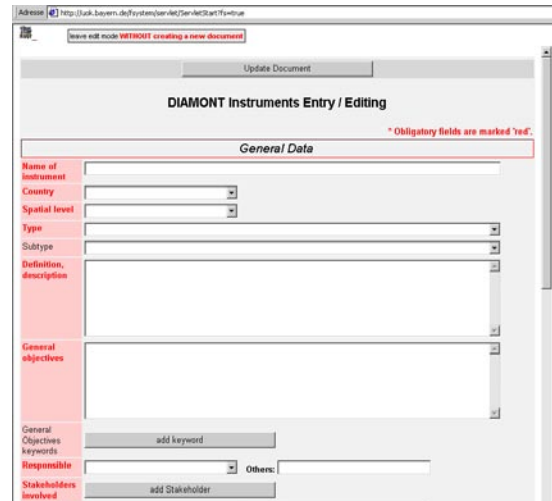 Adresse http://luok.bayern.de/fsystem/servlet/ServletStart?fs=true
leave edit mode WITHOUT creating a new document
Update Document
DIAMONT Instruments Entry / Editing
* Obligatory fields are marked 'red'.
General Data
Name of
instrument
Country
Spatial level
Type
Subtype
Definition,
description
General
objectives
General
Objectives
keywords
add keyword
Responsible
Others:
Stakeholders
involved
add Stakeholder